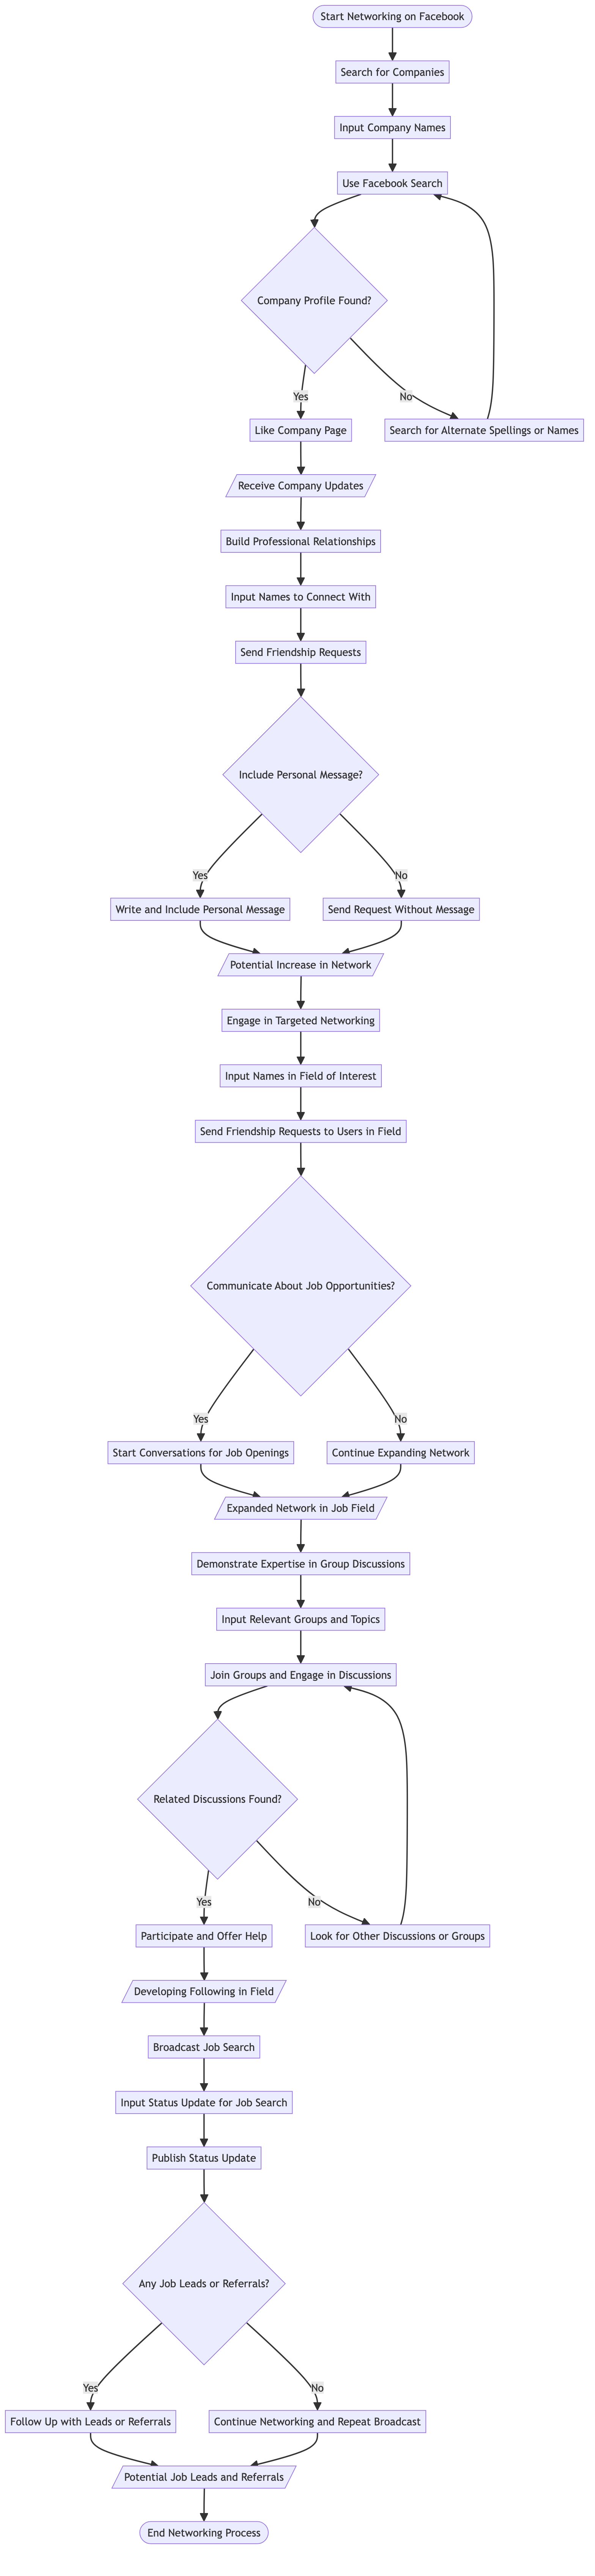 Start Networking on Facebook
Search for Companies
Input Company Names
Use Facebook Search
Company Profile Found?
Yes
No
Like Company Page
Search for Alternate Spellings or Names
Receive Company Updates
Build Professional Relationships
Input Names to Connect With
Send Friendship Requests
Include Personal Message?
Yes
No
Write and Include Personal Message
Send Request Without Message
Potential Increase in Network
Engage in Targeted Networking
Input Names in Field of Interest
Send Friendship Requests to Users in Field
Communicate About Job Opportunities?
Yes
No
Start Conversations for Job Openings
Continue Expanding Network
Expanded Network in Job Field
Demonstrate Expertise in Group Discussions
Input Relevant Groups and Topics
Join Groups and Engage in Discussions
Related Discussions Found?
Yes
No
Participate and Offer Help
Look for Other Discussions or Groups
Developing Following in Field
Broadcast Job Search
Input Status Update for Job Search
Publish Status Update
Any Job Leads or Referrals?
Yes
No
Follow Up with Leads or Referrals
Continue Networking and Repeat Broadcast
Potential Job Leads and Referrals
End Networking Process